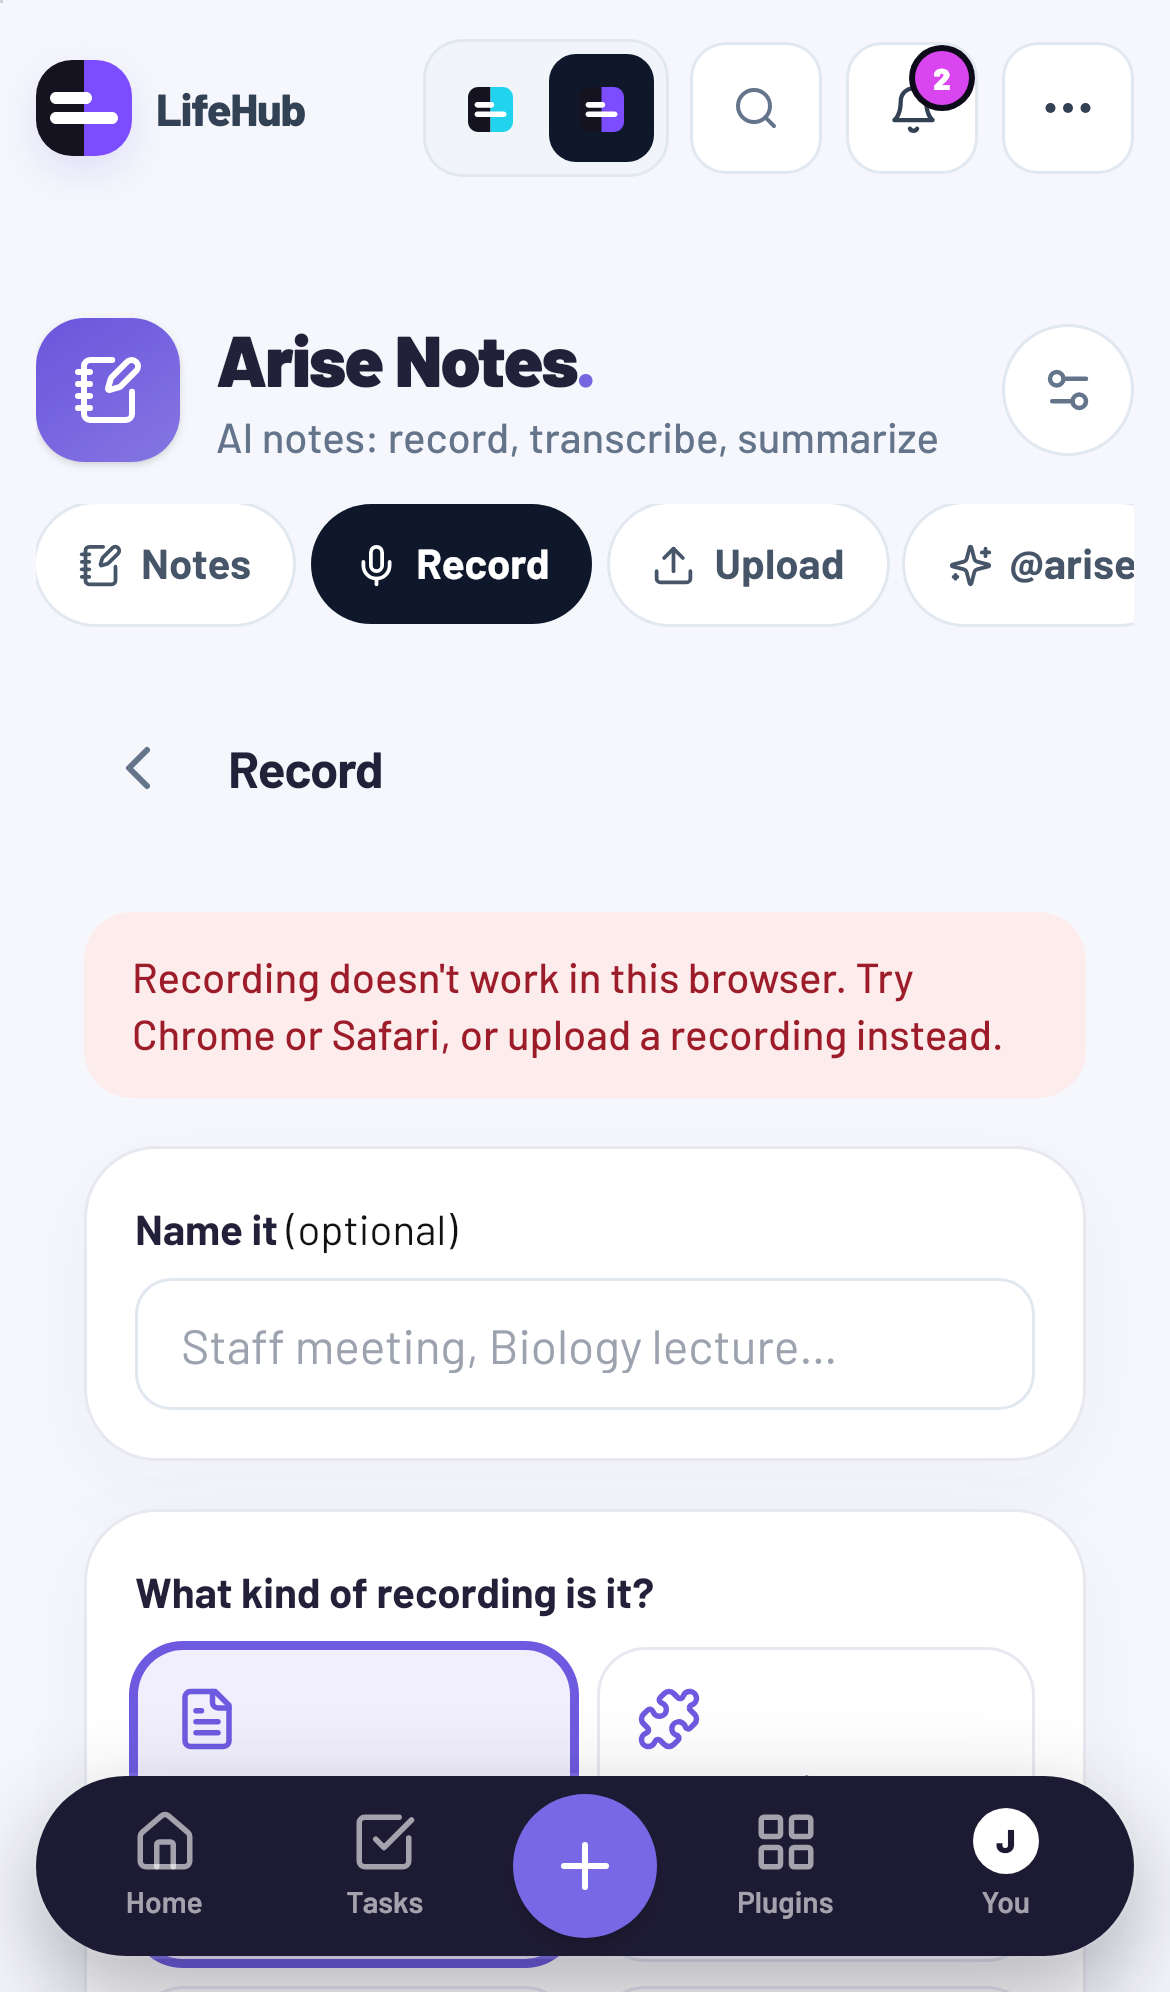 LifeHub
2
Arise Notes.
AI notes: record, transcribe, summarize
Notes
Record
Upload
@arise
Record
Recording doesn't work in this browser. Try
Chrome or Safari, or upload a recording instead.
Name it (optional)
Staff meeting, Biology lecture...
What kind of recording is it?
Home
Tasks
Plugins
J
You